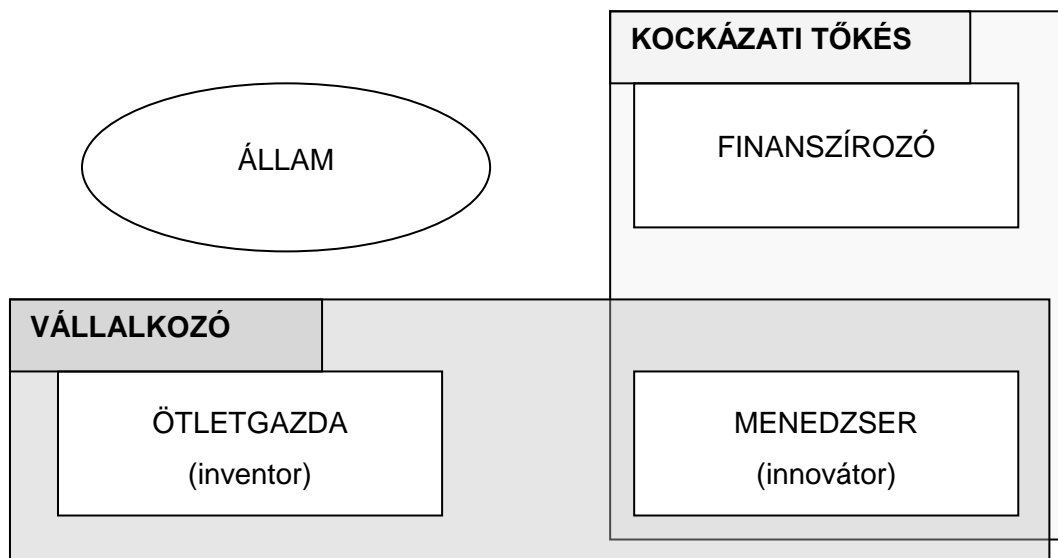 KOCKÁZATI TŐKÉS
ÁLLAM
FINANSZÍROZÓ
VÁLLALKOZÓ
ÖTLETGAZDA
(inventor)
MENEDZSER
(innovátor)